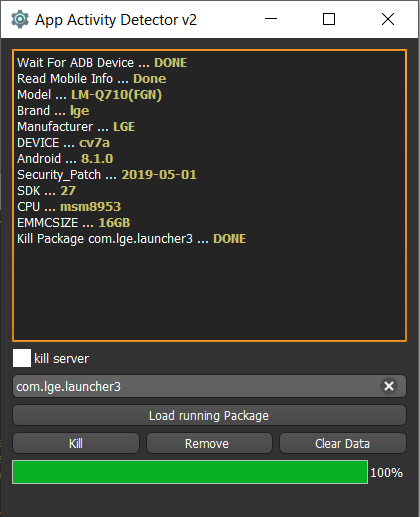 App Activity Detector v2
Wait For ADB Device ... DONE
Read Mobile Info ... Done
Model ... LM-Q710(FGN)
Brand ... lge
Manufacturer ... LGE
DEVICE ... cv7a
Android ... 8.1.0
Security_Patch ... 2019-05-01
SDK ... 27
CPU ... msm8953
EMMCSIZE ... 16GB
Kill Package com.lge.launcher3 ... DONE
kill server
com.lge.launcher3
Load running Package
Kill Remove Clear Data
100%